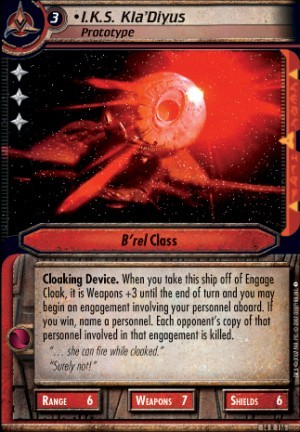 3
•I.K.S. Kla'Diyus
Prototype
B'rel Class
Cloaking Device. When you take this ship off of Engage
Cloak, it is Weapons +3 until the end of turn and you may
begin an engagement involving your personnel aboard. If
you win, name a personnel. Each opponent's copy of that
personnel involved in that engagement is killed.
"... she can fire while cloaked."
"Surely not!"
RANGE 6
WEAPONS 7
SHIELDS 6